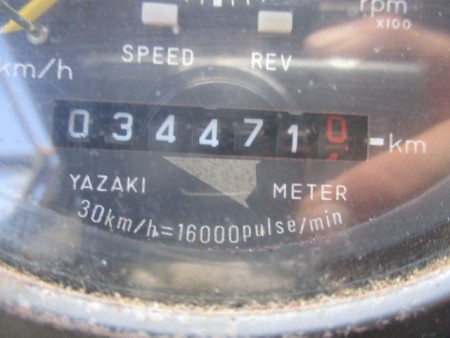 rpm
x100
km/h
SPEED REV
0344710 km
YAZAKI METER
30km/h=16000pulse/min